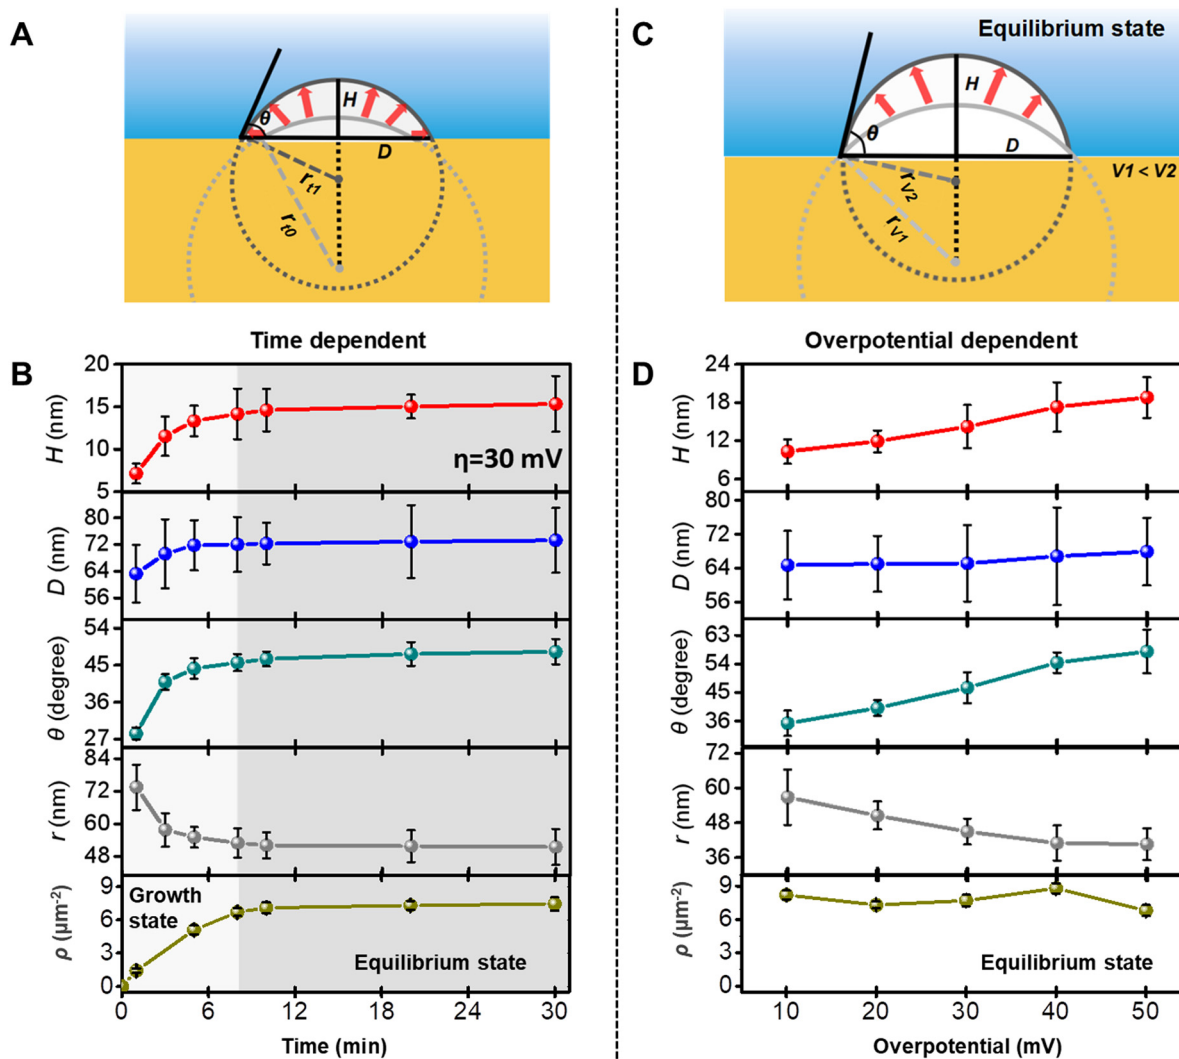 A
θ
H
D
r t1
r t0
C
Equilibrium state
θ
H
D
r V2
r V1
V1 < V2
Time dependent
B
20
15
10
5
H (nm)
η=30 mV
80
72
64
56
D (nm)
54
45
36
27
θ (degree)
84
72
60
48
r (nm)
9
6
3
0
ρ (µm⁻²)
Growth
state
Equilibrium state
0 6 12 18 24 30
Time (min)
Overpotential dependent
D
24
18
12
6
H (nm)
80
72
64
56
D (nm)
63
54
45
36
θ (degree)
72
60
48
36
r (nm)
9
6
3
0
ρ (µm⁻²)
Equilibrium state
10 20 30 40 50
Overpotential (mV)